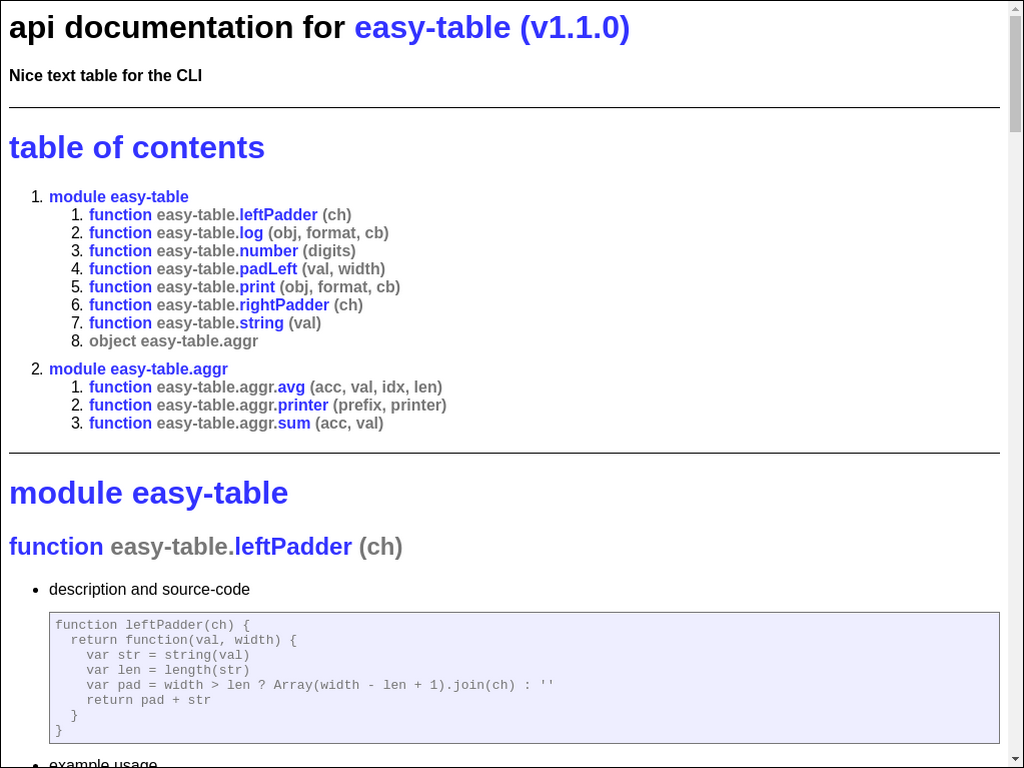 api documentation for easy-table (v1.1.0)
Nice text table for the CLI
table of contents
1. module easy-table
1. function easy-table.leftPadder (ch)
2. function easy-table.log (obj, format, cb)
3. function easy-table.number (digits)
4. function easy-table.padLeft (val, width)
5. function easy-table.print (obj, format, cb)
6. function easy-table.rightPadder (ch)
7. function easy-table.string (val)
8. object easy-table.aggr
2. module easy-table.aggr
1. function easy-table.aggr.avg (acc, val, idx, len)
2. function easy-table.aggr.printer (prefix, printer)
3. function easy-table.aggr.sum (acc, val)
module easy-table
function easy-table.leftPadder (ch)
• description and source-code
function leftPadder(ch) {
  return function(val, width) {
    var str = string(val)
    var len = length(str)
    var pad = width > len ? Array(width - len + 1).join(ch) : ''
    return pad + str
  }
}
• example usage